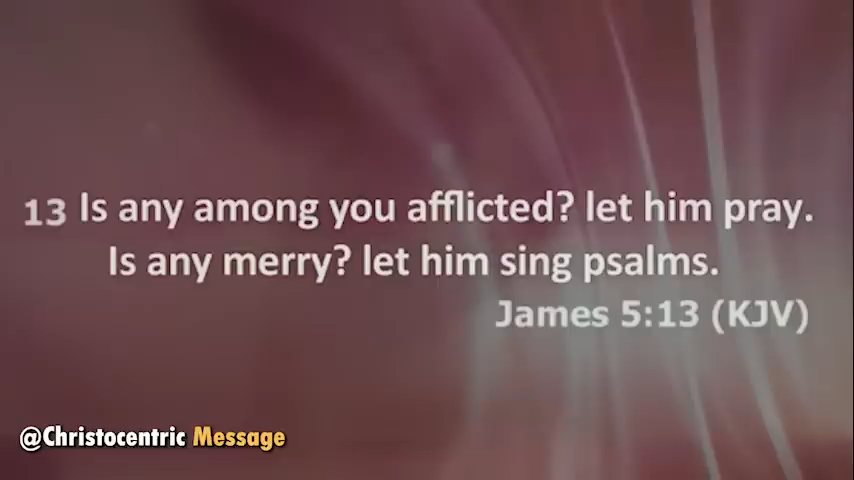 13 Is any among you afflicted? let him pray.
Is any merry? let him sing psalms.
James 5:13 (KJV)
@Christocentric Message